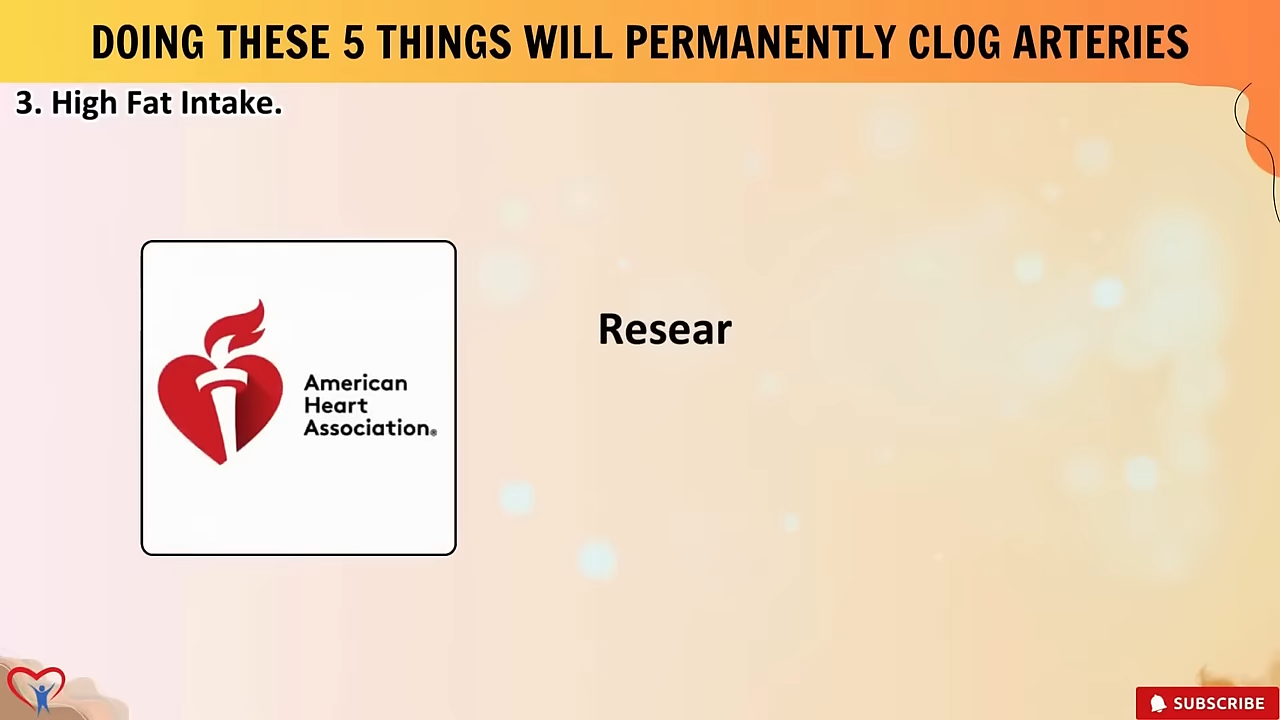 DOING THESE 5 THINGS WILL PERMANENTLY CLOG ARTERIES
3. High Fat Intake.
Resear
American
Heart
Association®
SUBSCRIBE